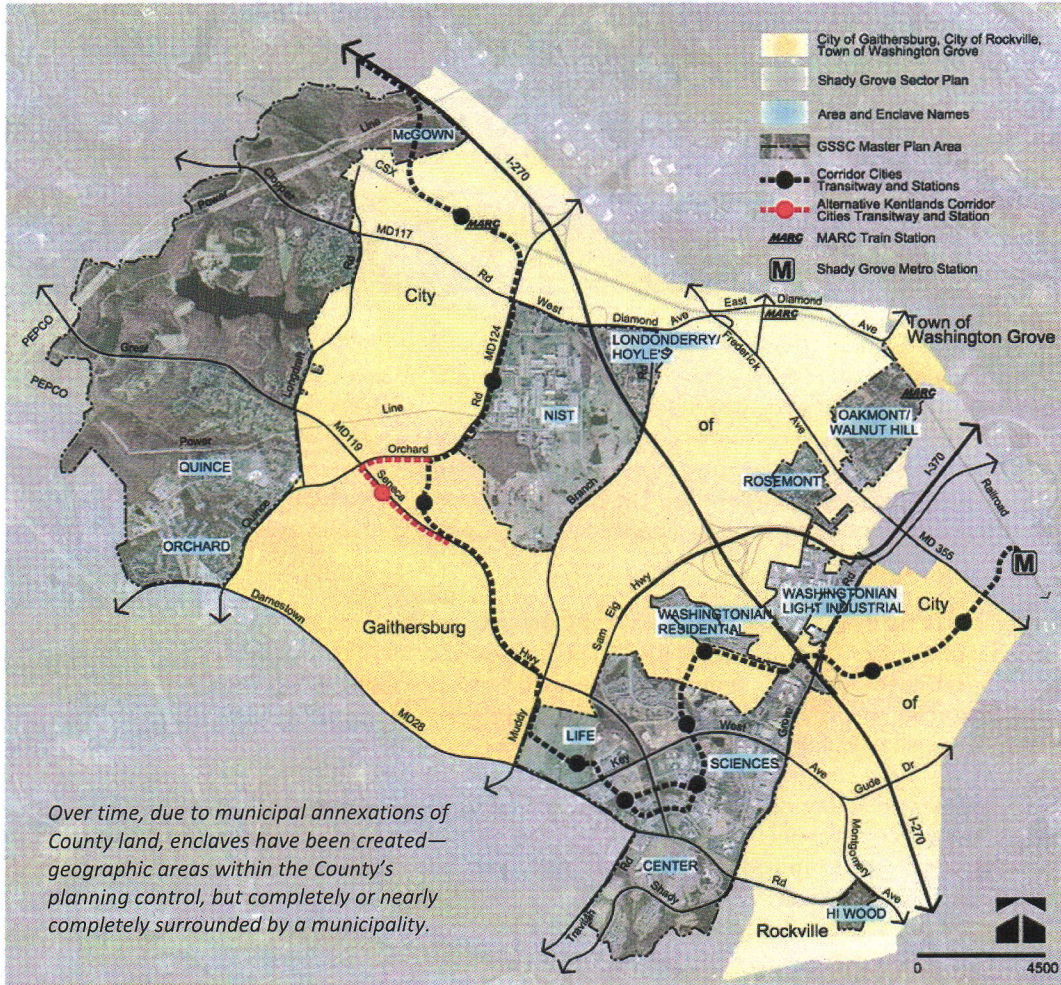 City of Gaithersburg, City of Rockville,
Town of Washington Grove
Shady Grove Sector Plan
Area and Enclave Names
GSSC Master Plan Area
Corridor Cities
Transitway and Stations
Alternative Kentlands Corridor
Cities Transitway and Station
MARC
MARC Train Station
M
Shady Grove Metro Station
McGOWN
Line
Power
Clopper
CSX
I-270
MARC
MD117
Rd
Rd
City
West
Diamond
Ave
East
Diamond
MARC
Ave
Town of
Washington Grove
LONDONDERRY/
HOYLE'S
Rd
Frederick
MD124
Rd
NIST
MARC
OAKMONT/
WALNUT HILL
of
Ave
I-370
Railroad
PEPCO
PEPCO
Great
Longdraft
Line
MD119
Orchard
Seneca
Power
QUINCE
Quince
ORCHARD
Branch
ROSEMONT
MD 355
M
Rd
WASHINGTONIAN
LIGHT INDUSTRIAL
City
WASHINGTONIAN
RESIDENTIAL
Hwy
Eig
Sam
Darnestown
Gaithersburg
Hwy
MD28
Muddy
LIFE
Key
West
SCIENCES
Grove
of
Ave
Gude
Dr
I-270
Montgomery
Ave
CENTER
Rd
Rd
Shady
Travilah
HI WOOD
Rockville
Over time, due to municipal annexations of
County land, enclaves have been created—
geographic areas within the County's
planning control, but completely or nearly
completely surrounded by a municipality.
0
4500